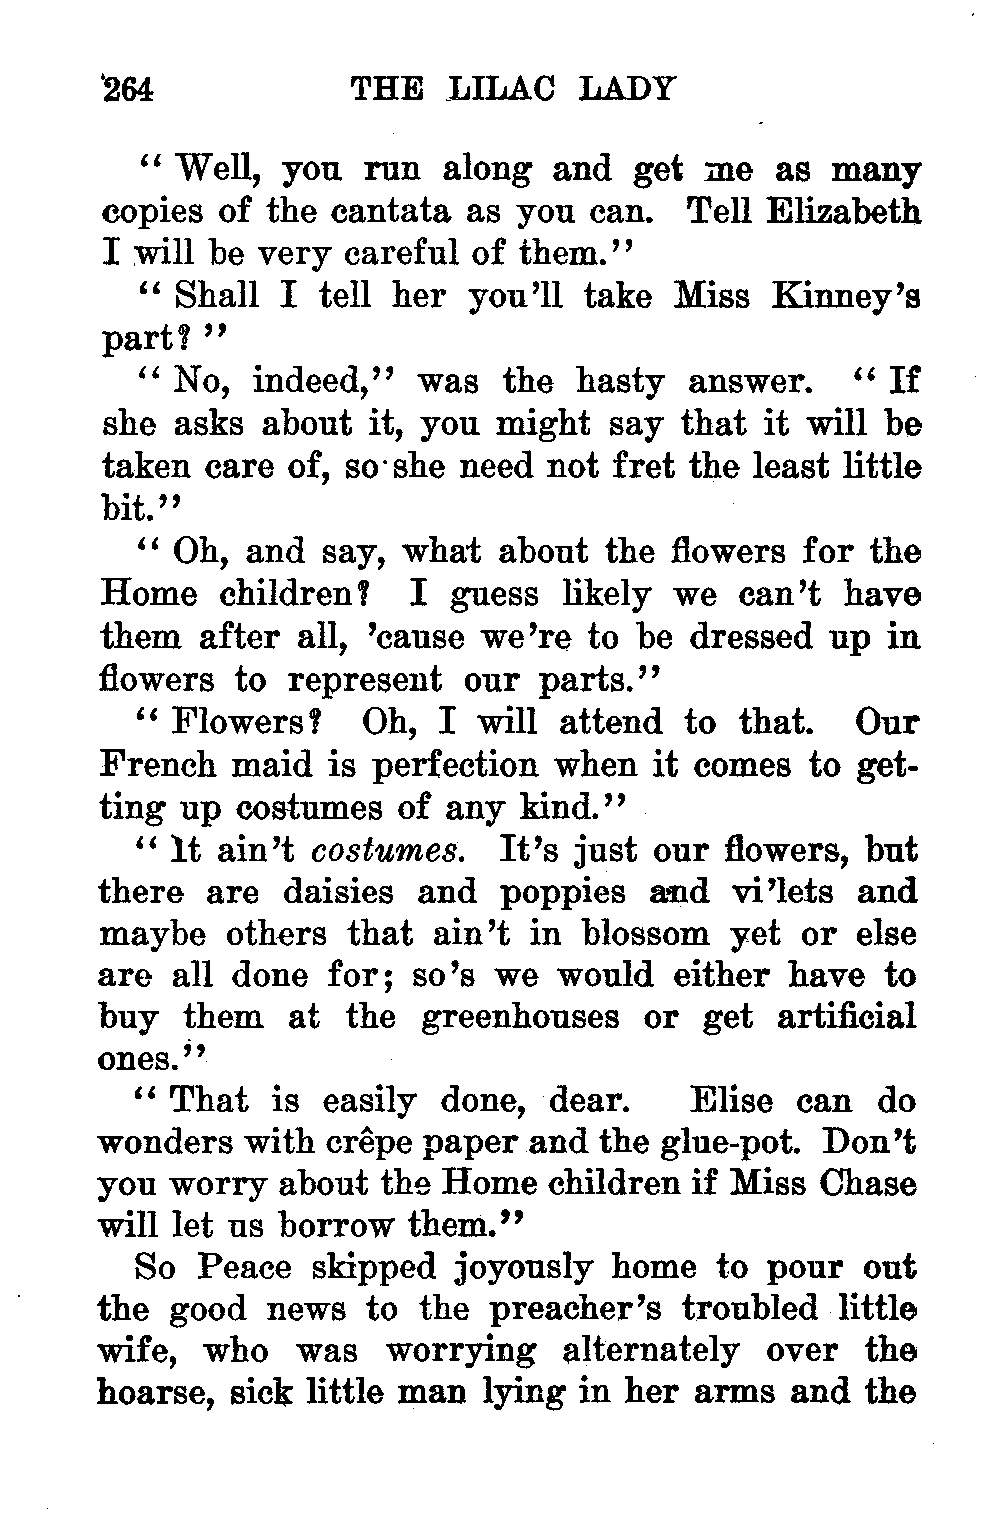 264 THE LILAC LADY
“ Well, you run along and get me as many
copies of the cantata as you can. Tell Elizabeth
I will be very careful of them.”
“ Shall I tell her you’ll take Miss Kinney’s
part? ”
“ No, indeed,” was the hasty answer. “ If
she asks about it, you might say that it will be
taken care of, so she need not fret the least little
bit.”
“ Oh, and say, what about the flowers for the
Home children? I guess likely we can’t have
them after all, ’cause we’re to be dressed up in
flowers to represent our parts.”
“ Flowers? Oh, I will attend to that. Our
French maid is perfection when it comes to get-
ting up costumes of any kind.”
“ It ain’t costumes. It’s just our flowers, but
there are daisies and poppies and vi’lets and
maybe others that ain’t in blossom yet or else
are all done for; so’s we would either have to
buy them at the greenhouses or get artificial
ones.”
“ That is easily done, dear. Elise can do
wonders with crêpe paper and the glue-pot. Don’t
you worry about the Home children if Miss Chase
will let us borrow them.”
So Peace skipped joyously home to pour out
the good news to the preacher’s troubled little
wife, who was worrying alternately over the
hoarse, sick little man lying in her arms and the